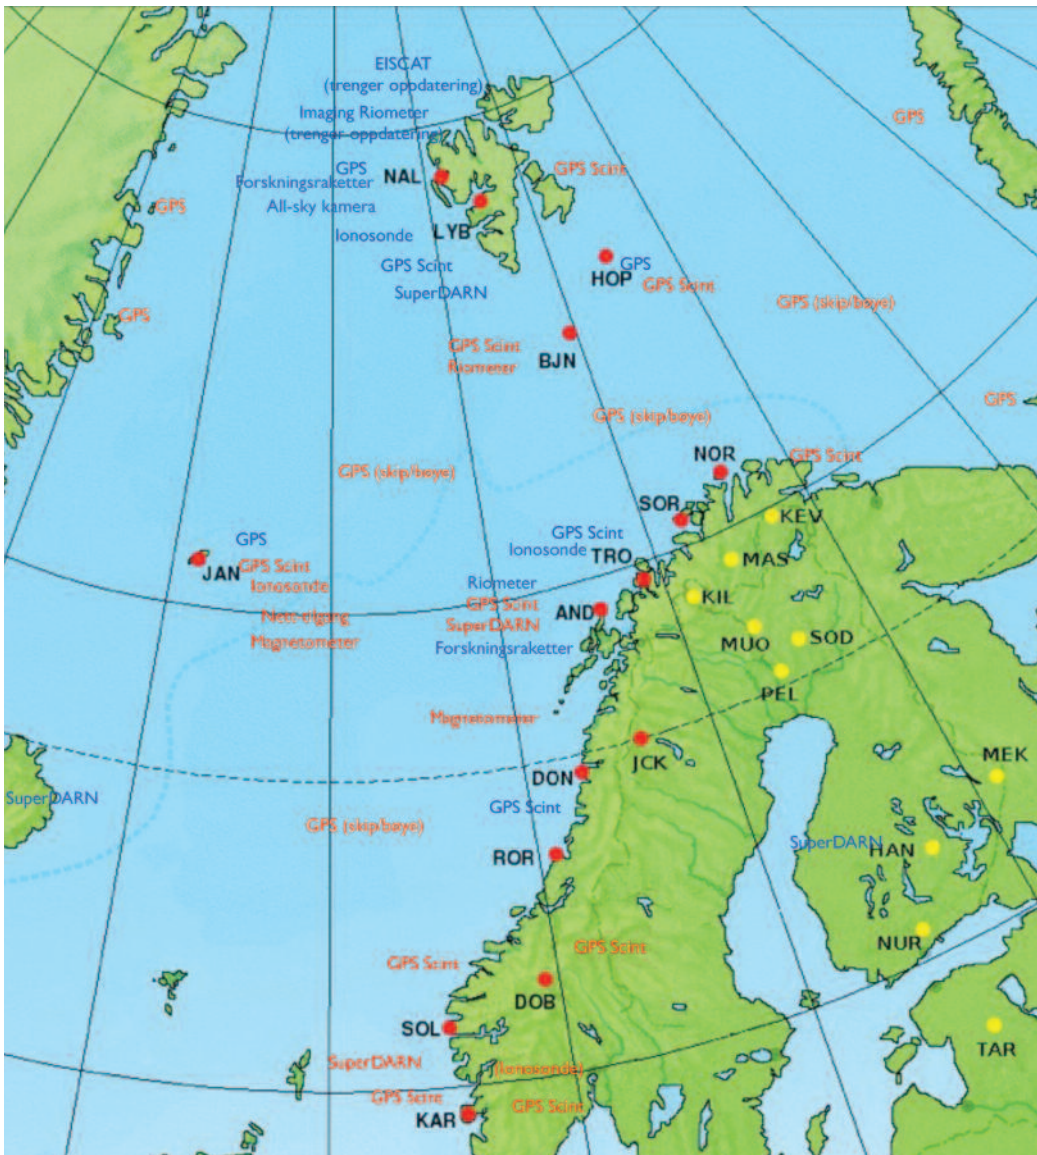 EISCAT
(trenger oppdatering)
Imaging Riometer
(trenger oppdatering)
GPS
NAL
GPS
GPS Scint
Forskningsraketter
All-sky kamera
GPS
LYB
Ionosonde
GPS Scint
GPS
HOP
GPS Scint
SuperDARN
GPS (skip/bøye)
GPS
GPS Scint
BJN
Riometer
GPS
GPS (skip/bøye)
NOR
GPS Scint
GPS (skip/bøye)
SOR
KEV
GPS
GPS Scint
Ionosonde
TRO
MAS
JAN
GPS Scint
Ionosonde
Riometer
KIL
GPS Scint
AND
Nett-tilgang
SuperDARN
Magnetometer
Forskningsraketter
MUO
SOD
PEL
Magnetometer
JCK
MEK
DON
SuperDARN
GPS Scint
GPS (skip/bøye)
SuperDARN
HAN
ROR
NUR
GPS Scint
GPS Scint
DOB
SOL
TAR
SuperDARN
(Ionosonde)
GPS Scint
GPS Scint
KAR